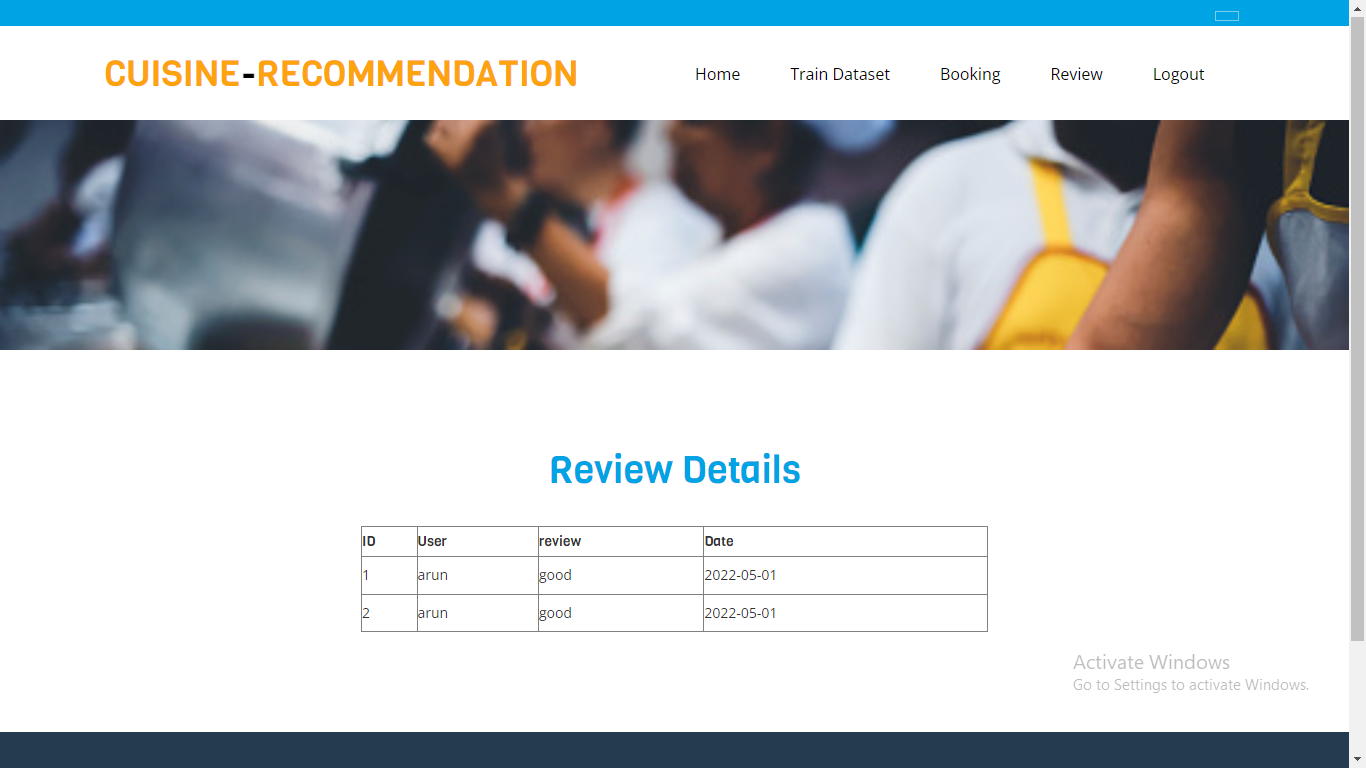 CUISINE-RECOMMENDATION
Home Train Dataset Booking Review Logout
Review Details
ID User review Date
1 arun good 2022-05-01
2 arun good 2022-05-01
Activate Windows
Go to Settings to activate Windows.